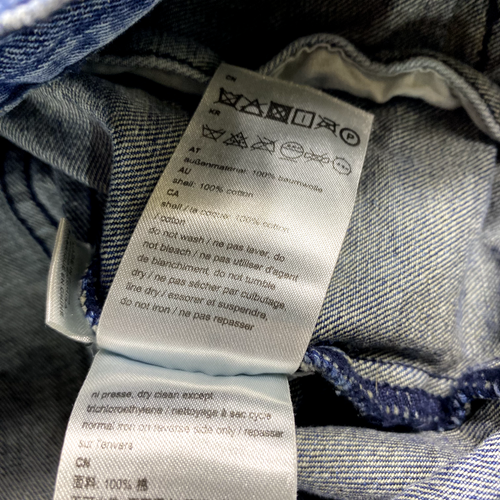 CN
KR
P
AT
außenmaterial: 100% baumwolle
AU
shell: 100% cotton
CA
shell / la coque: 100% cotton
/ coton
do not wash / ne pas laver, do
not bleach / ne pas utiliser d'agent
de blanchiment, do not tumble
dry / ne pas sécher par culbutage,
line dry / essorer et suspendre,
do not iron / ne pas repasser
ni presse, dry clean except
trichloroethylene / nettoyage à sec cycle
normal iron on reverse side only / repasser
sur l'envers
CN
面料: 100% 棉